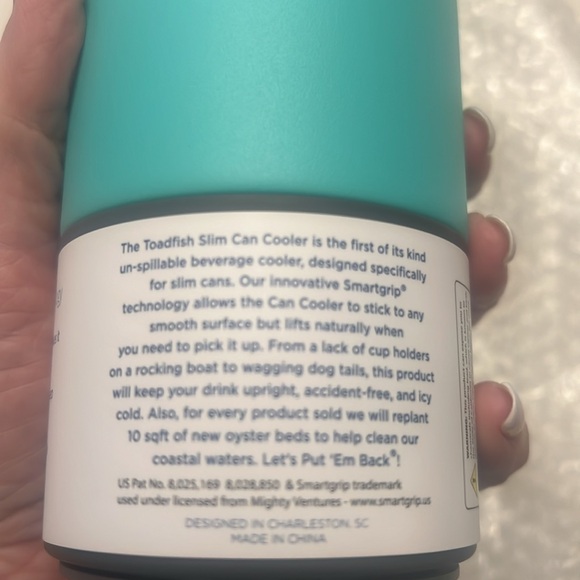 The Toadfish Slim Can Cooler is the first of its kind
un-spillable beverage cooler, designed specifically
for slim cans. Our innovative Smartgrip®
technology allows the Can Cooler to stick to any
smooth surface but lifts naturally when
you need to pick it up. From a lack of cup holders
on a rocking boat to wagging dog tails, this product
will keep your drink upright, accident-free, and icy
cold. Also, for every product sold we will replant
10 sqft of new oyster beds to help clean our
coastal waters. Let's Put 'Em Back®!
US Pat No. 8,025,169 8,028,850 & Smartgrip trademark
used under licensed from Mighty Ventures - www.smartgrip.us
DESIGNED IN CHARLESTON, SC
MADE IN CHINA